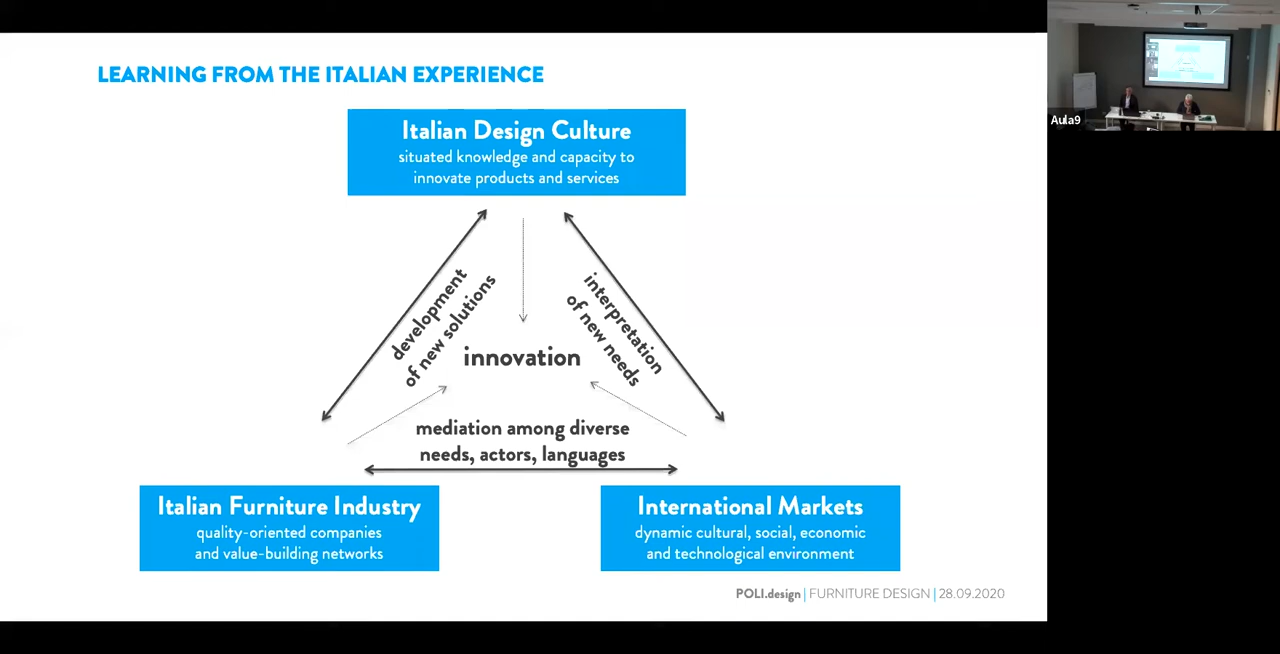 LEARNING FROM THE ITALIAN EXPERIENCE
Italian Design Culture
situated knowledge and capacity to
innovate products and services
development
of new solutions
interpretation
of new needs
innovation
mediation among diverse
needs, actors, languages
Italian Furniture Industry
quality-oriented companies
and value-building networks
International Markets
dynamic cultural, social, economic
and technological environment
POLI.design | FURNITURE DESIGN | 28.09.2020
Aula9